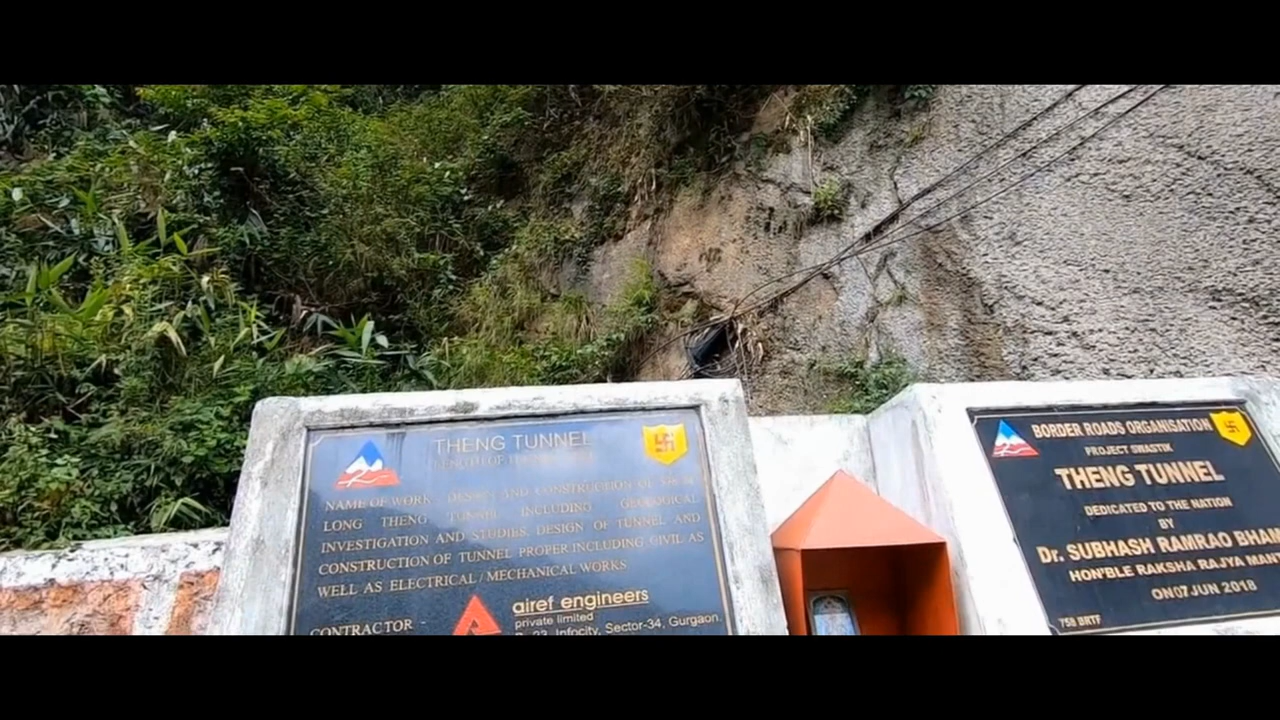 THENG TUNNEL
NAME OF WORK DESIGN AND CONSTRUCTION OF
LONG THENG TUNNEL INCLUDING GEOLOGICAL
INVESTIGATION AND STUDIES, DESIGN OF TUNNEL AND
CONSTRUCTION OF TUNNEL PROPER INCLUDING CIVIL AS
WELL AS ELECTRICAL / MECHANICAL WORKS
CONTRACTOR
airef engineers
private limited
Infocity, Sector-34, Gurgaon.
BORDER ROADS ORGANISATION
PROJECT SWASTIK
THENG TUNNEL
DEDICATED TO THE NATION
BY
Dr. SUBHASH RAMRAO BHAM
HON'BLE RAKSHA RAJYA MANT
ON 07 JUN 2018
758 BRTF